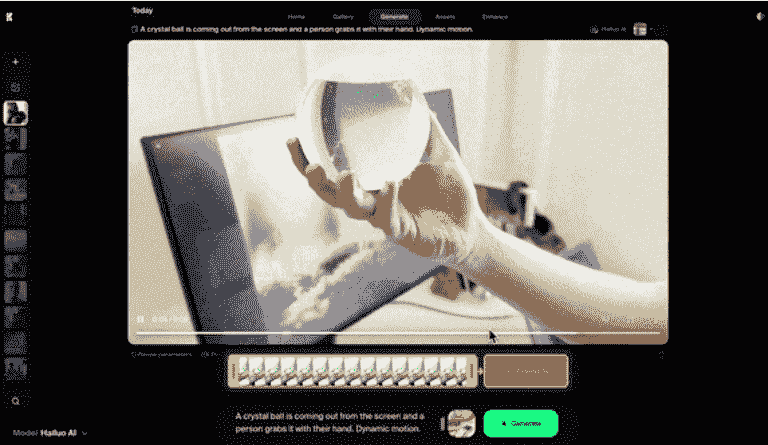 Today
Home Gallery Generate Assets Enhance
A crystal ball is coming out from the screen and a person grabs it with their hand. Dynamic motion.
Hailuo AI
A crystal ball is coming out from the screen and a
person grabs it with their hand. Dynamic motion.
Generate
Model Hailuo AI